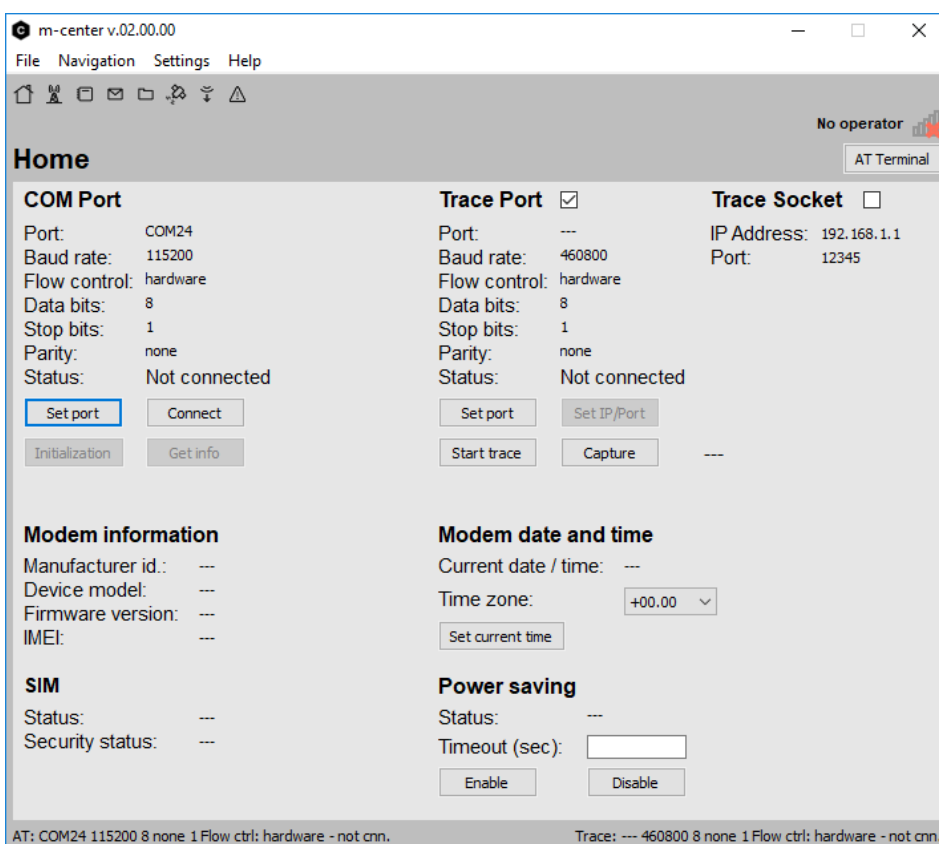 m-center v.02.00.00
File Navigation Settings Help
No operator
Home
AT Terminal
COM Port
Port: COM24
Baud rate: 115200
Flow control: hardware
Data bits: 8
Stop bits: 1
Parity: none
Status: Not connected
Set port Connect
Initialization Get info
Trace Port
Port: ---
Baud rate: 460800
Flow control: hardware
Data bits: 8
Stop bits: 1
Parity: none
Status: Not connected
Set port Set IP/Port
Start trace Capture ---
Trace Socket
IP Address: 192.168.1.1
Port: 12345
Modem information
Manufacturer id.: ---
Device model: ---
Firmware version: ---
IMEI: ---
Modem date and time
Current date / time: ---
Time zone: +00.00
Set current time
SIM
Status: ---
Security status: ---
Power saving
Status: ---
Timeout (sec):
Enable Disable
AT: COM24 115200 8 none 1 Flow ctrl: hardware - not cnn.
Trace: --- 460800 8 none 1 Flow ctrl: hardware - not cnn.